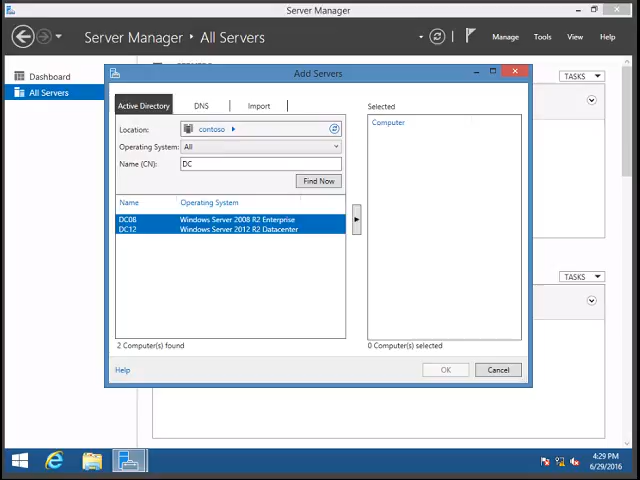 Server Manager
Server Manager • All Servers
Manage Tools View Help
Dashboard
All Servers
TASKS
Add Servers
Active Directory DNS Import
Selected
Location: contoso
Computer
Operating System: All
Name (CN): DC
Find Now
Name Operating System
DC08 Windows Server 2008 R2 Enterprise
DC12 Windows Server 2012 R2 Datacenter
TASKS
2 Computer(s) found
0 Computer(s) selected
Help
OK Cancel
4:29 PM
6/29/2016